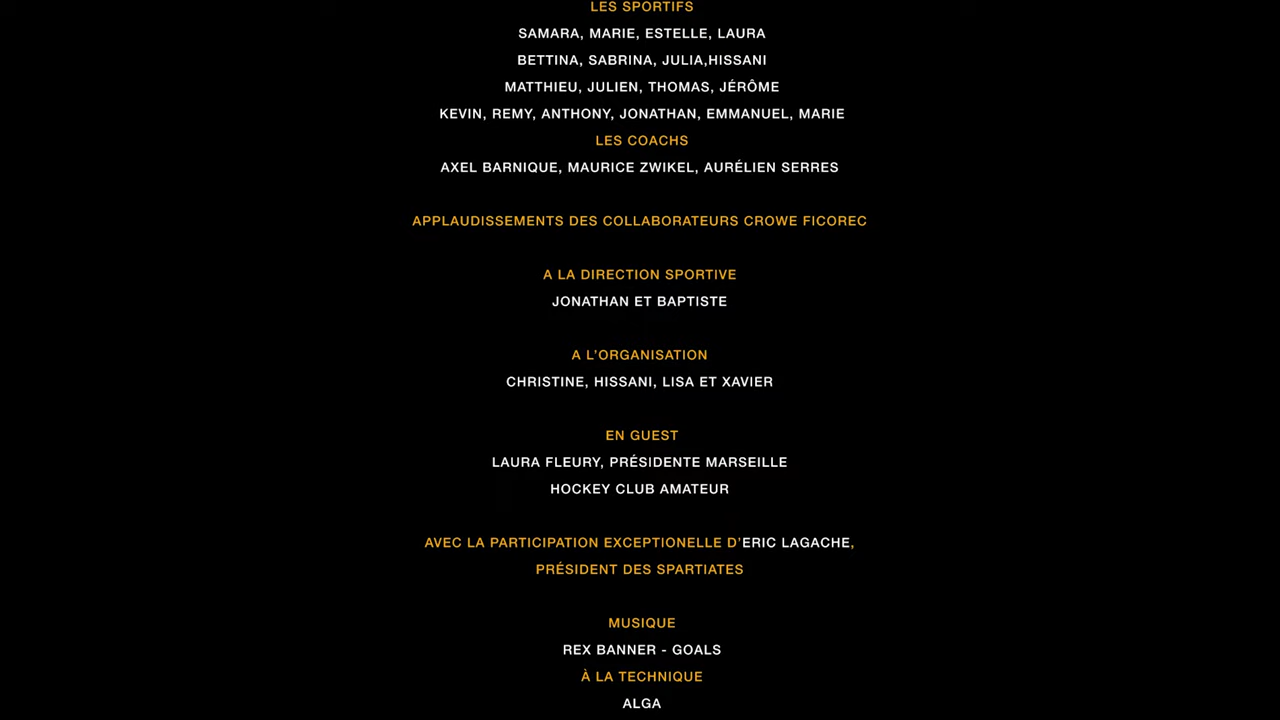 LES SPORTIFS
SAMARA, MARIE, ESTELLE, LAURA
BETTINA, SABRINA, JULIA,HISSANI
MATTHIEU, JULIEN, THOMAS, JÉRÔME
KEVIN, REMY, ANTHONY, JONATHAN, EMMANUEL, MARIE
LES COACHS
AXEL BARNIQUE, MAURICE ZWIKEL, AURÉLIEN SERRES
APPLAUDISSEMENTS DES COLLABORATEURS CROWE FICOREC
A LA DIRECTION SPORTIVE
JONATHAN ET BAPTISTE
A L'ORGANISATION
CHRISTINE, HISSANI, LISA ET XAVIER
EN GUEST
LAURA FLEURY, PRÉSIDENTE MARSEILLE
HOCKEY CLUB AMATEUR
AVEC LA PARTICIPATION EXCEPTIONELLE D'ERIC LAGACHE,
PRÉSIDENT DES SPARTIATES
MUSIQUE
REX BANNER - GOALS
À LA TECHNIQUE
ALGA